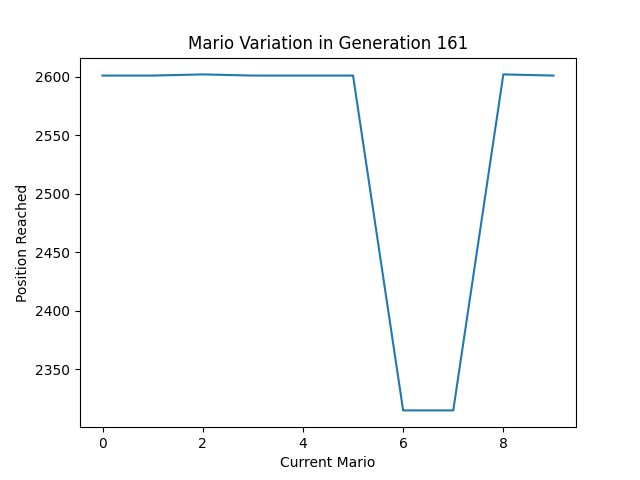 Mario Variation in Generation 161
Position Reached
2600
2550
2500
2450
2400
2350
0 2 4 6 8
Current Mario